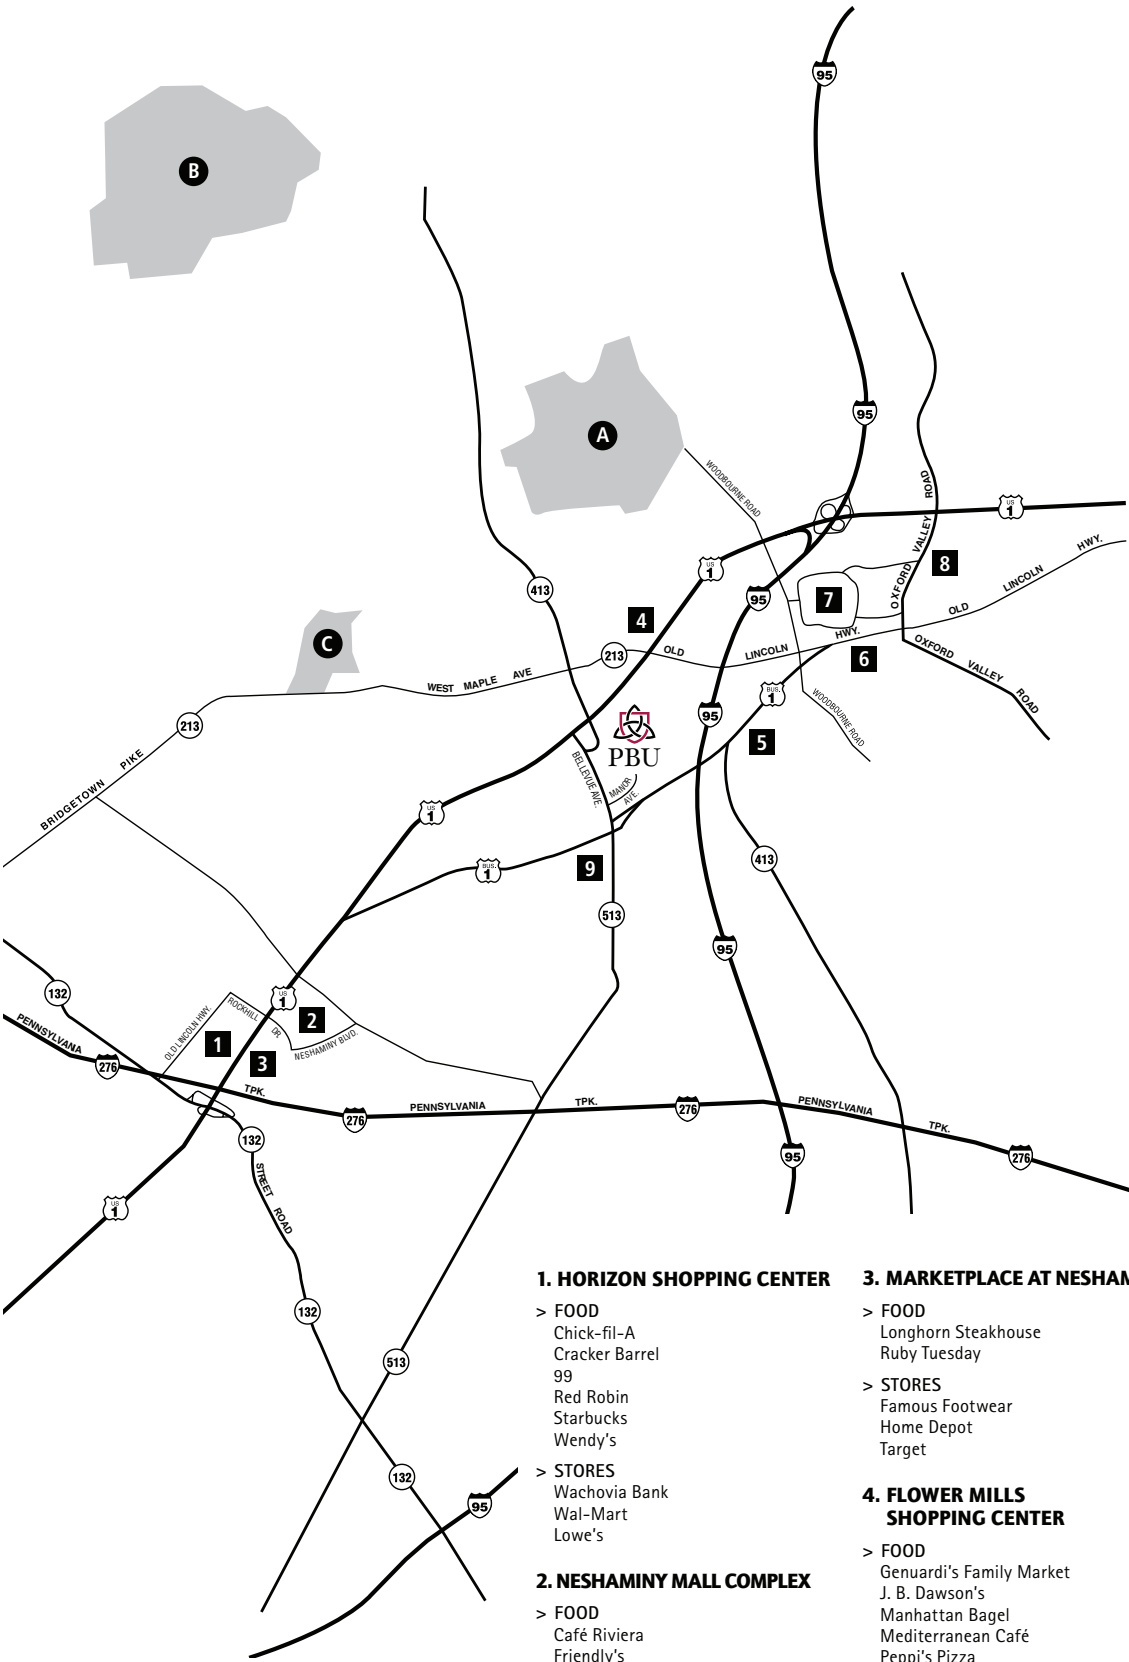 95
B
A
95
WOODBOURNE ROAD
OXFORD VALLEY ROAD
US 1
HWY.
8
US 1
LINCOLN
413
95
7
OLD
4
HWY.
C
213
OLD
LINCOLN
6
OXFORD VALLEY ROAD
WEST MAPLE AVE
BUS. 1
WOODBOURNE ROAD
213
95
PBU
5
BRIDGETOWN PIKE
BELLEVUE AVE.
MANOR AVE.
US 1
413
BUS. 1
9
513
95
132
US 1
OLD LINCOLN HWY.
ROCKHILL DR.
2
1
NESHAMINY BLVD.
PENNSYLVANIA
3
276
TPK.
PENNSYLVANIA
TPK.
276
PENNSYLVANIA
276
TPK.
132
95
276
STREET ROAD
US 1
132
513
132
95
1. HORIZON SHOPPING CENTER
> FOOD
Chick-fil-A
Cracker Barrel
99
Red Robin
Starbucks
Wendy's
> STORES
Wachovia Bank
Wal-Mart
Lowe's
2. NESHAMINY MALL COMPLEX
> FOOD
Café Riviera
Friendly's
3. MARKETPLACE AT NESHAM
> FOOD
Longhorn Steakhouse
Ruby Tuesday
> STORES
Famous Footwear
Home Depot
Target
4. FLOWER MILLS
SHOPPING CENTER
> FOOD
Genuardi's Family Market
J. B. Dawson's
Manhattan Bagel
Mediterranean Café
Peppi's Pizza